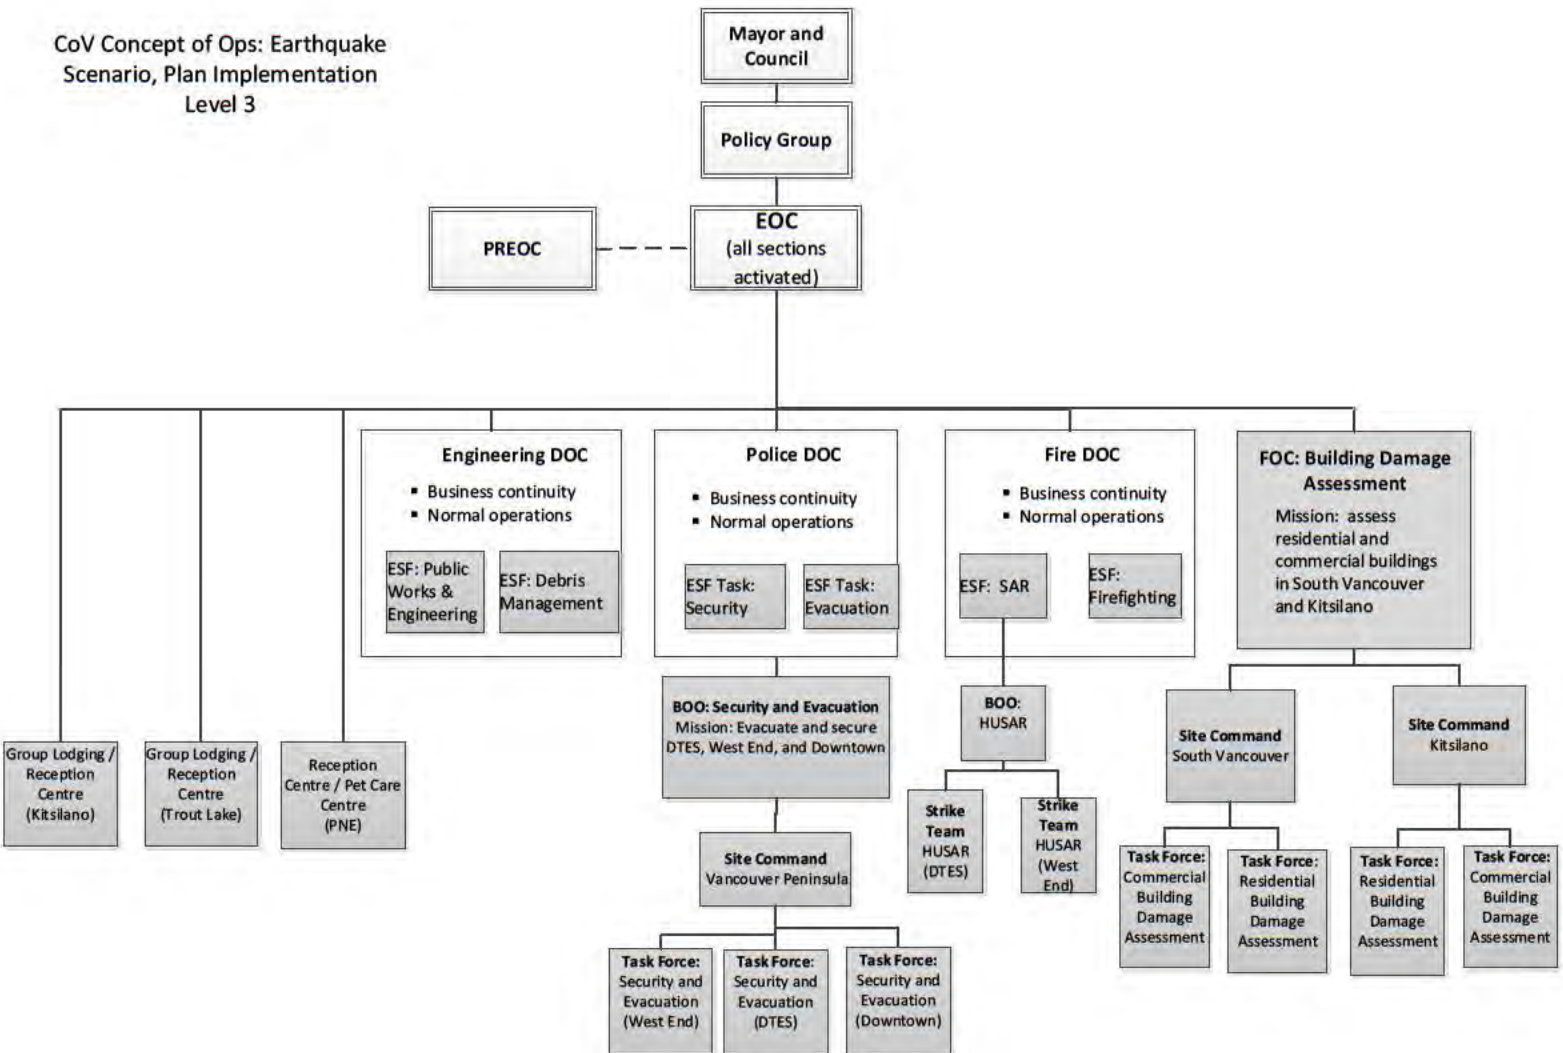 CoV Concept of Ops: Earthquake
Scenario, Plan Implementation
Level 3
Mayor and
Council
Policy Group
PREOC
EOC
(all sections
activated)
Engineering DOC
▪ Business continuity
▪ Normal operations
ESF: Public
Works &
Engineering
ESF: Debris
Management
Police DOC
▪ Business continuity
▪ Normal operations
ESF Task:
Security
ESF Task:
Evacuation
Fire DOC
▪ Business continuity
▪ Normal operations
ESF: SAR
ESF:
Firefighting
FOC: Building Damage
Assessment
Mission: assess
residential and
commercial buildings
in South Vancouver
and Kitsilano
Group Lodging /
Reception
Centre
(Kitsilano)
Group Lodging /
Reception
Centre
(Trout Lake)
Reception
Centre / Pet Care
Centre
(PNE)
BOO: Security and Evacuation
Mission: Evacuate and secure
DTES, West End, and Downtown
BOO:
HUSAR
Site Command
South Vancouver
Site Command
Kitsilano
Site Command
Vancouver Peninsula
Strike
Team
HUSAR
(DTES)
Strike
Team
HUSAR
(West
End)
Task Force:
Commercial
Building
Damage
Assessment
Task Force:
Residential
Building
Damage
Assessment
Task Force:
Residential
Building
Damage
Assessment
Task Force:
Commercial
Building
Damage
Assessment
Task Force:
Security and
Evacuation
(West End)
Task Force:
Security and
Evacuation
(DTES)
Task Force:
Security and
Evacuation
(Downtown)